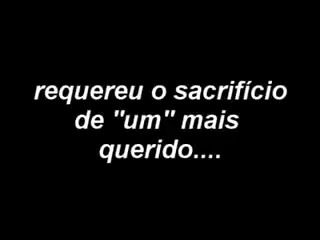 requereu o sacrifício
de "um" mais
querido....